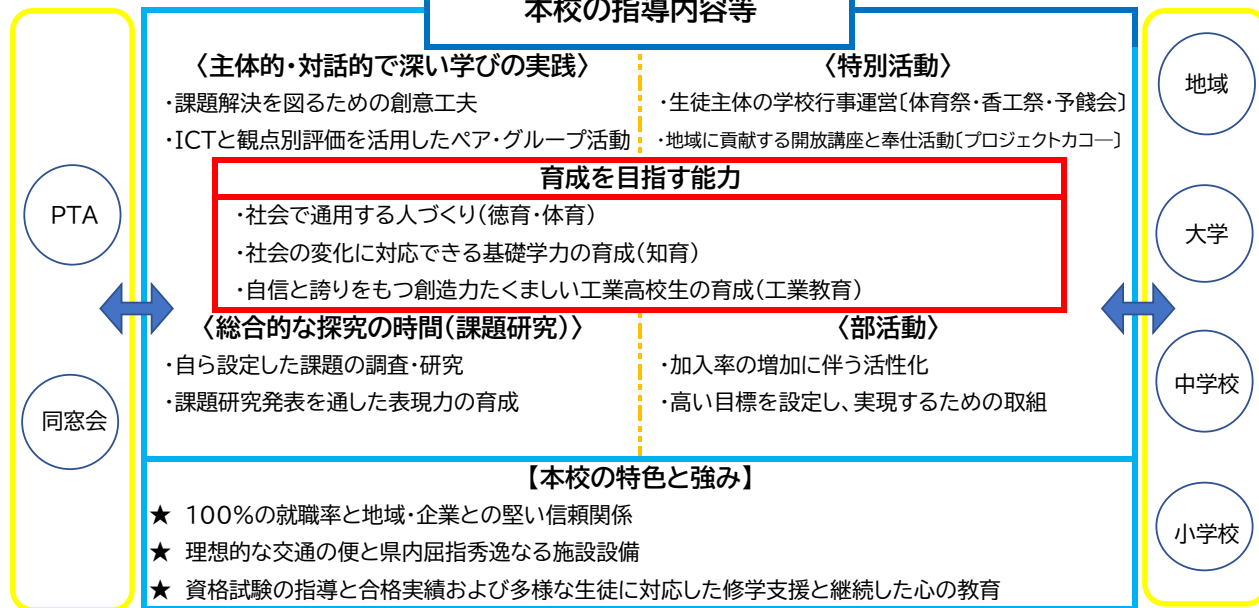 本校の指導内容等
〈主体的・対話的で深い学びの実践〉
・課題解決を図るための創意工夫
・ICTと観点別評価を活用したペア・グループ活動
〈特別活動〉
・生徒主体の学校行事運営〔体育祭・香工祭・予餞会〕
・地域に貢献する開放講座と奉仕活動〔プロジェクトカコー〕
育成を目指す能力
・社会で通用する人づくり(徳育・体育)
・社会の変化に対応できる基礎学力の育成(知育)
・自信と誇りをもつ創造力たくましい工業高校生の育成(工業教育)
〈総合的な探究の時間(課題研究)〉
・自ら設定した課題の調査・研究
・課題研究発表を通した表現力の育成
〈部活動〉
・加入率の増加に伴う活性化
・高い目標を設定し、実現するための取組
【本校の特色と強み】
★ 100%の就職率と地域・企業との堅い信頼関係
★ 理想的な交通の便と県内屈指秀逸なる施設設備
★ 資格試験の指導と合格実績および多様な生徒に対応した修学支援と継続した心の教育
PTA
同窓会
地域
大学
中学校
小学校